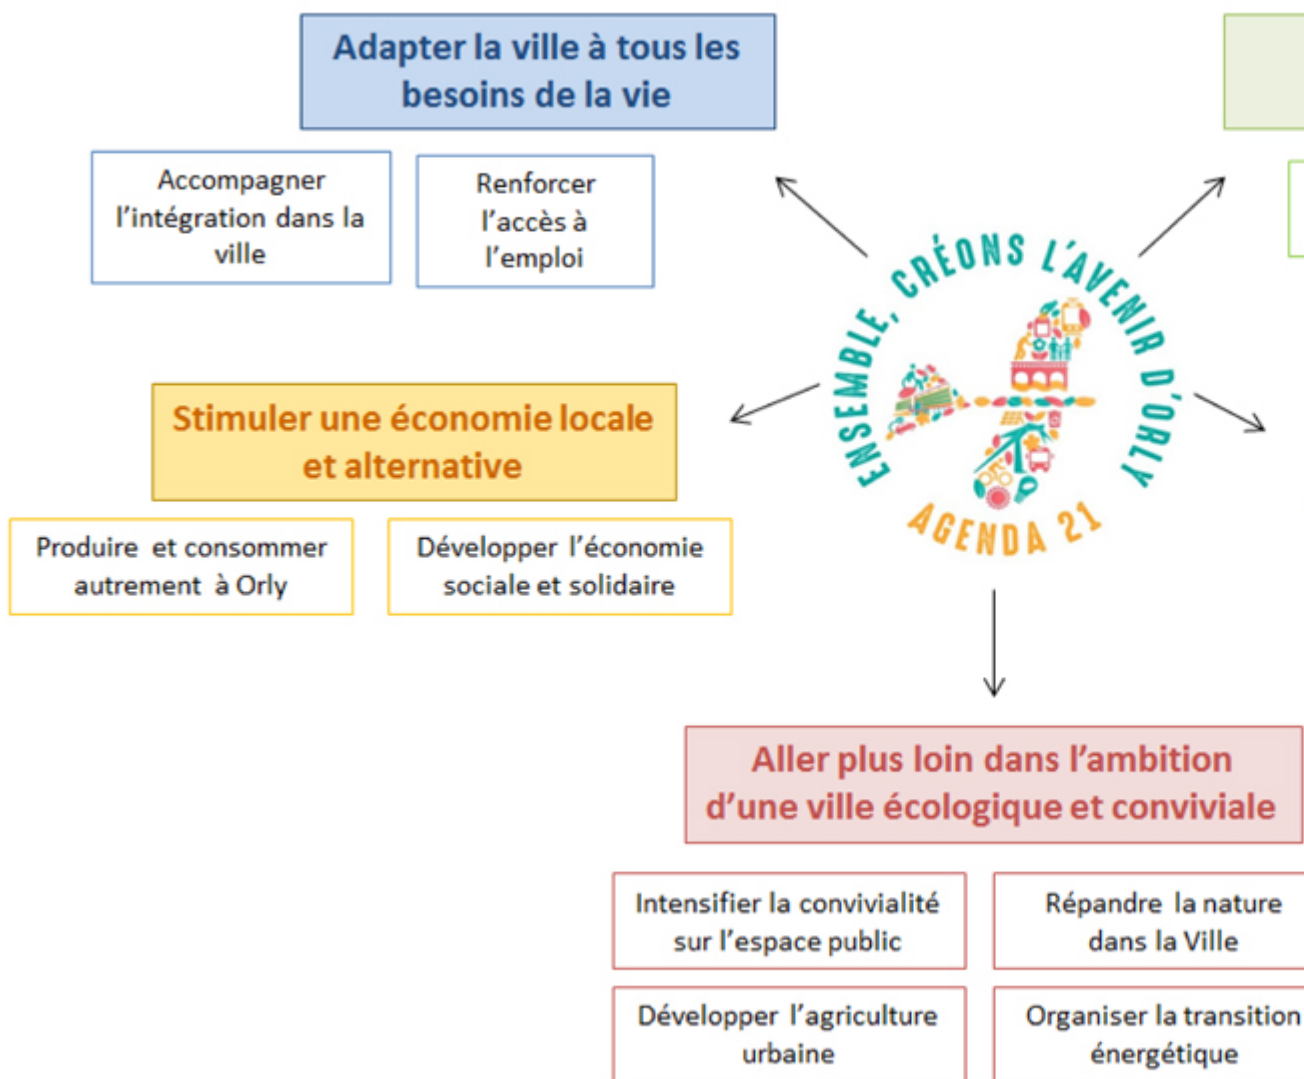 Adapter la ville à tous les
besoins de la vie
Accompagner
l’intégration dans la
ville
Renforcer
l’accès à
l’emploi
ENSEMBLE, CRÉONS L'AVENIR D'ORLY
AGENDA 21
Stimuler une économie locale
et alternative
Produire et consommer
autrement à Orly
Développer l’économie
sociale et solidaire
Aller plus loin dans l’ambition
d’une ville écologique et conviviale
Intensifier la convivialité
sur l’espace public
Répandre la nature
dans la Ville
Développer l’agriculture
urbaine
Organiser la transition
énergétique